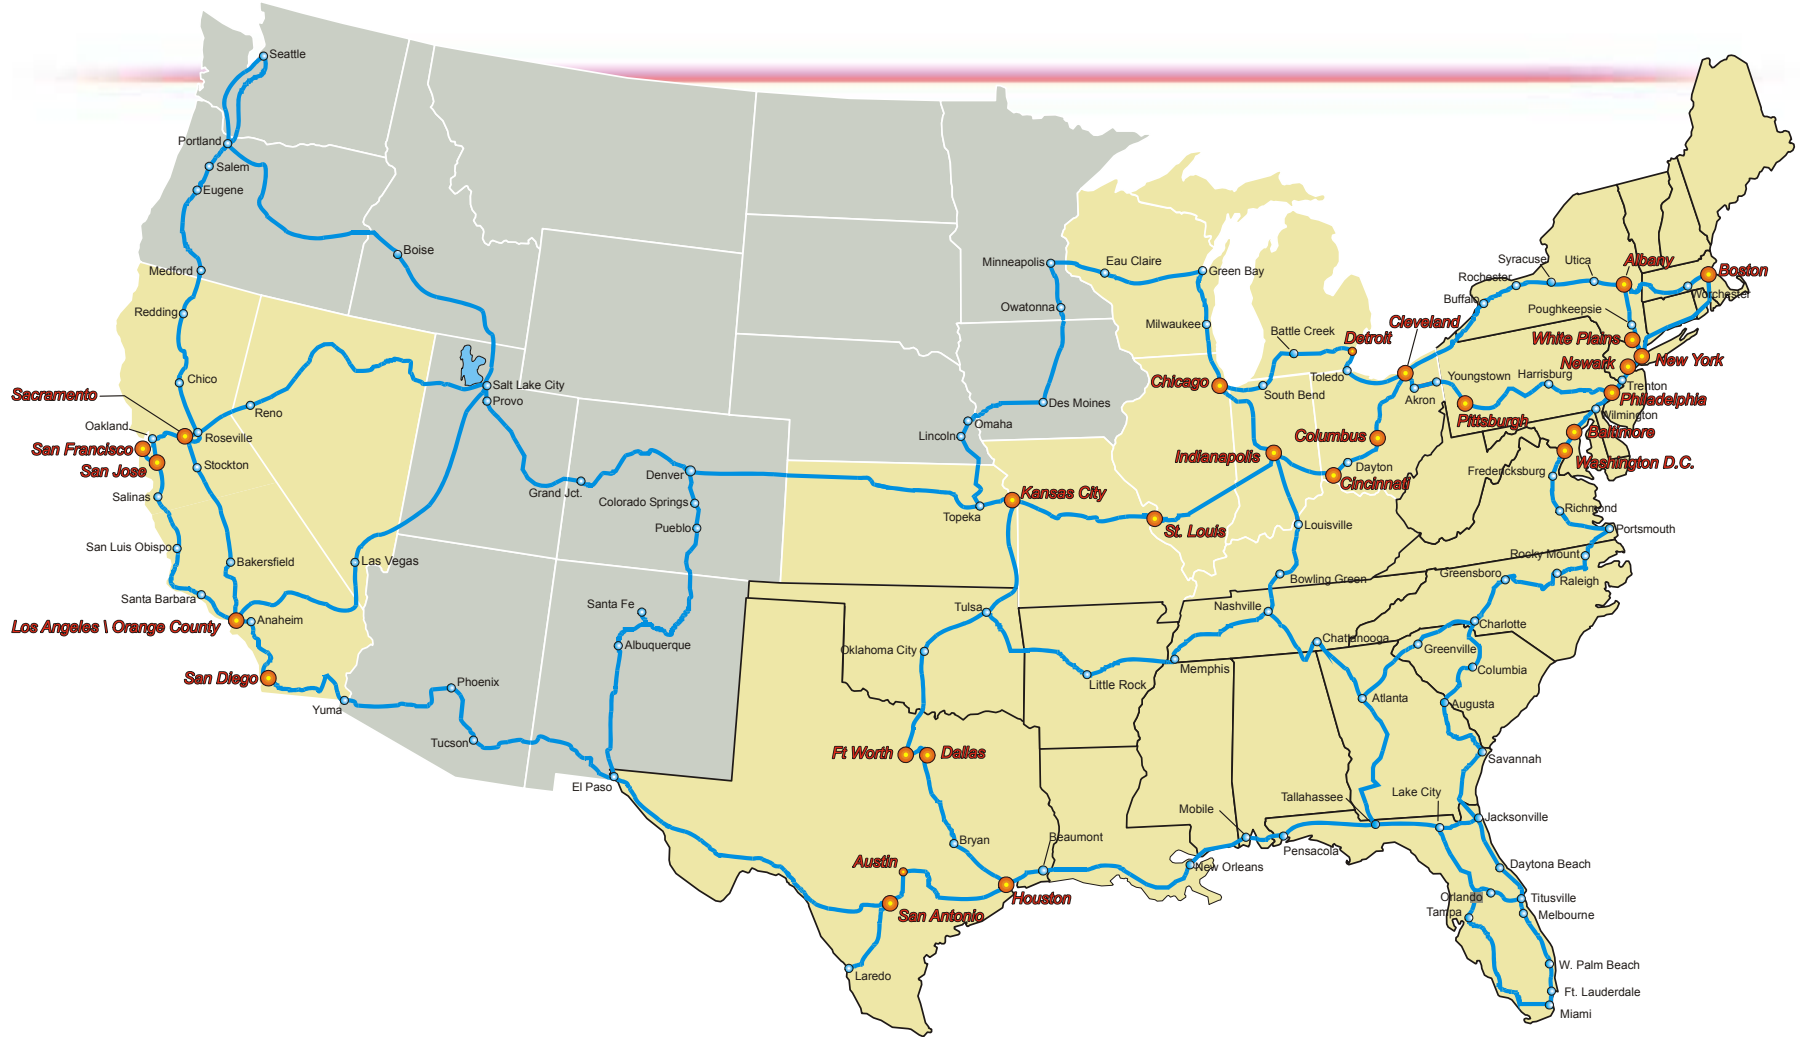 Seattle
Portland
Salem
Eugene
Boise
Medford
Redding
Chico
Sacramento
Reno
Oakland
Roseville
San Francisco
San Jose
Stockton
Salinas
San Luis Obispo
Bakersfield
Las Vegas
Santa Barbara
Los Angeles \ Orange County
Anaheim
San Diego
Yuma
Phoenix
Tucson
Salt Lake City
Provo
Grand Jct.
Denver
Colorado Springs
Pueblo
Santa Fe
Albuquerque
El Paso
Minneapolis
Eau Claire
Green Bay
Owatonna
Milwaukee
Des Moines
Omaha
Lincoln
Topeka
Kansas City
St. Louis
Chicago
South Bend
Battle Creek
Detroit
Toledo
Cleveland
Akron
Youngstown
Columbus
Dayton
Cincinnati
Indianapolis
Louisville
Bowling Green
Nashville
Memphis
Little Rock
Tulsa
Oklahoma City
Ft Worth
Dallas
Bryan
Austin
San Antonio
Houston
Laredo
Beaumont
New Orleans
Mobile
Pensacola
Tallahassee
Lake City
Jacksonville
Daytona Beach
Orlando
Titusville
Tampa
Melbourne
W. Palm Beach
Ft. Lauderdale
Miami
Savannah
Augusta
Columbia
Atlanta
Greenville
Chattanooga
Charlotte
Greensboro
Raleigh
Rocky Mount
Portsmouth
Richmond
Fredericksburg
Washington D.C.
Baltimore
Wilmington
Philadelphia
Trenton
Harrisburg
Pittsburgh
Newark
New York
White Plains
Poughkeepsie
Albany
Utica
Syracuse
Rochester
Buffalo
Boston
Worchester